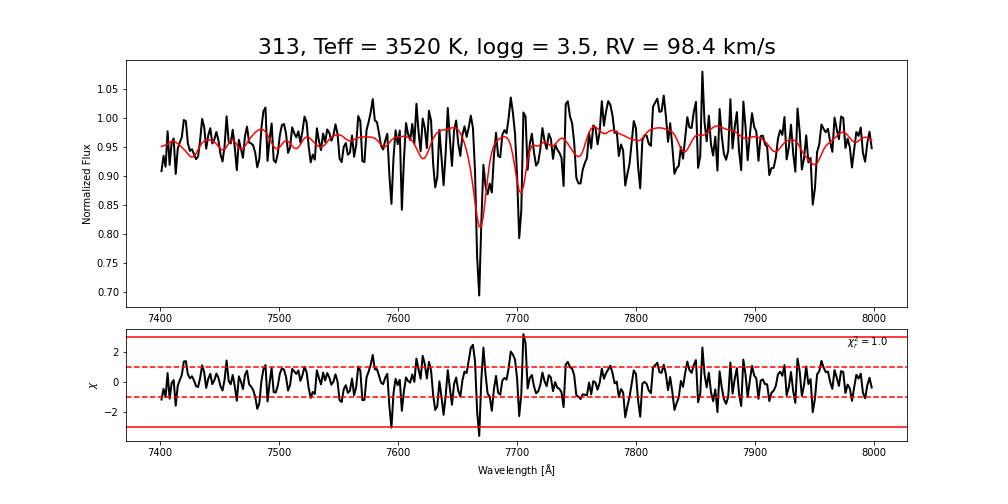 313, Teff = 3520 K, logg = 3.5, RV = 98.4 km/s
1.05
1.00
0.95
0.90
0.85
0.80
0.75
0.70
Normalized Flux
7400 7500 7600 7700 7800 7900 8000
χ²ᵣ = 1.0
2
0
−2
χ
7400 7500 7600 7700 7800 7900 8000
Wavelength [Å]